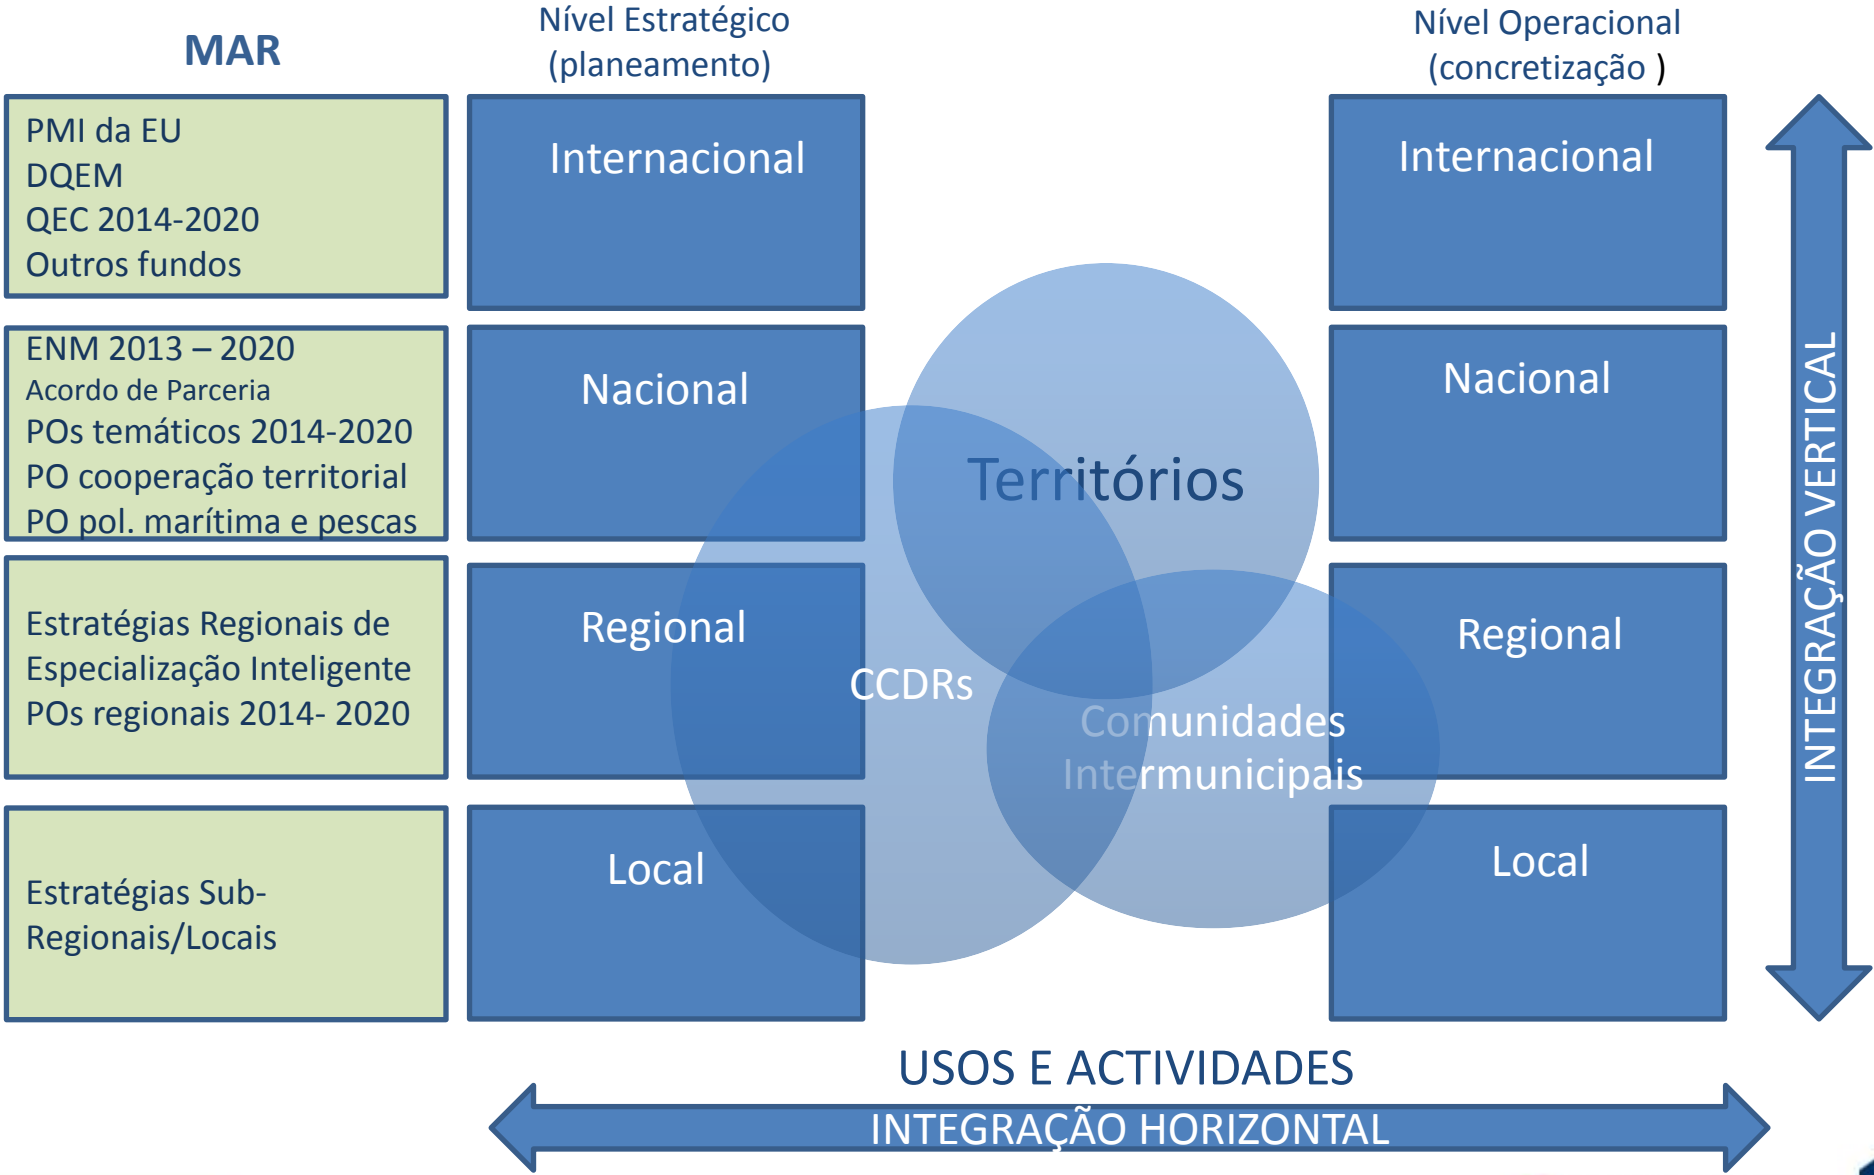 MAR
Nível Estratégico
(planeamento)
Nível Operacional
(concretização )
PMI da EU
DQEM
QEC 2014-2020
Outros fundos
Internacional
Internacional
ENM 2013 – 2020
Acordo de Parceria
POs temáticos 2014-2020
PO cooperação territorial
PO pol. marítima e pescas
Nacional
Nacional
Territórios
Estratégias Regionais de
Especialização Inteligente
POs regionais 2014- 2020
Regional
Regional
CCDRs
Comunidades
Intermunicipais
Estratégias Sub-
Regionais/Locais
Local
Local
INTEGRAÇÃO VERTICAL
USOS E ACTIVIDADES
INTEGRAÇÃO HORIZONTAL